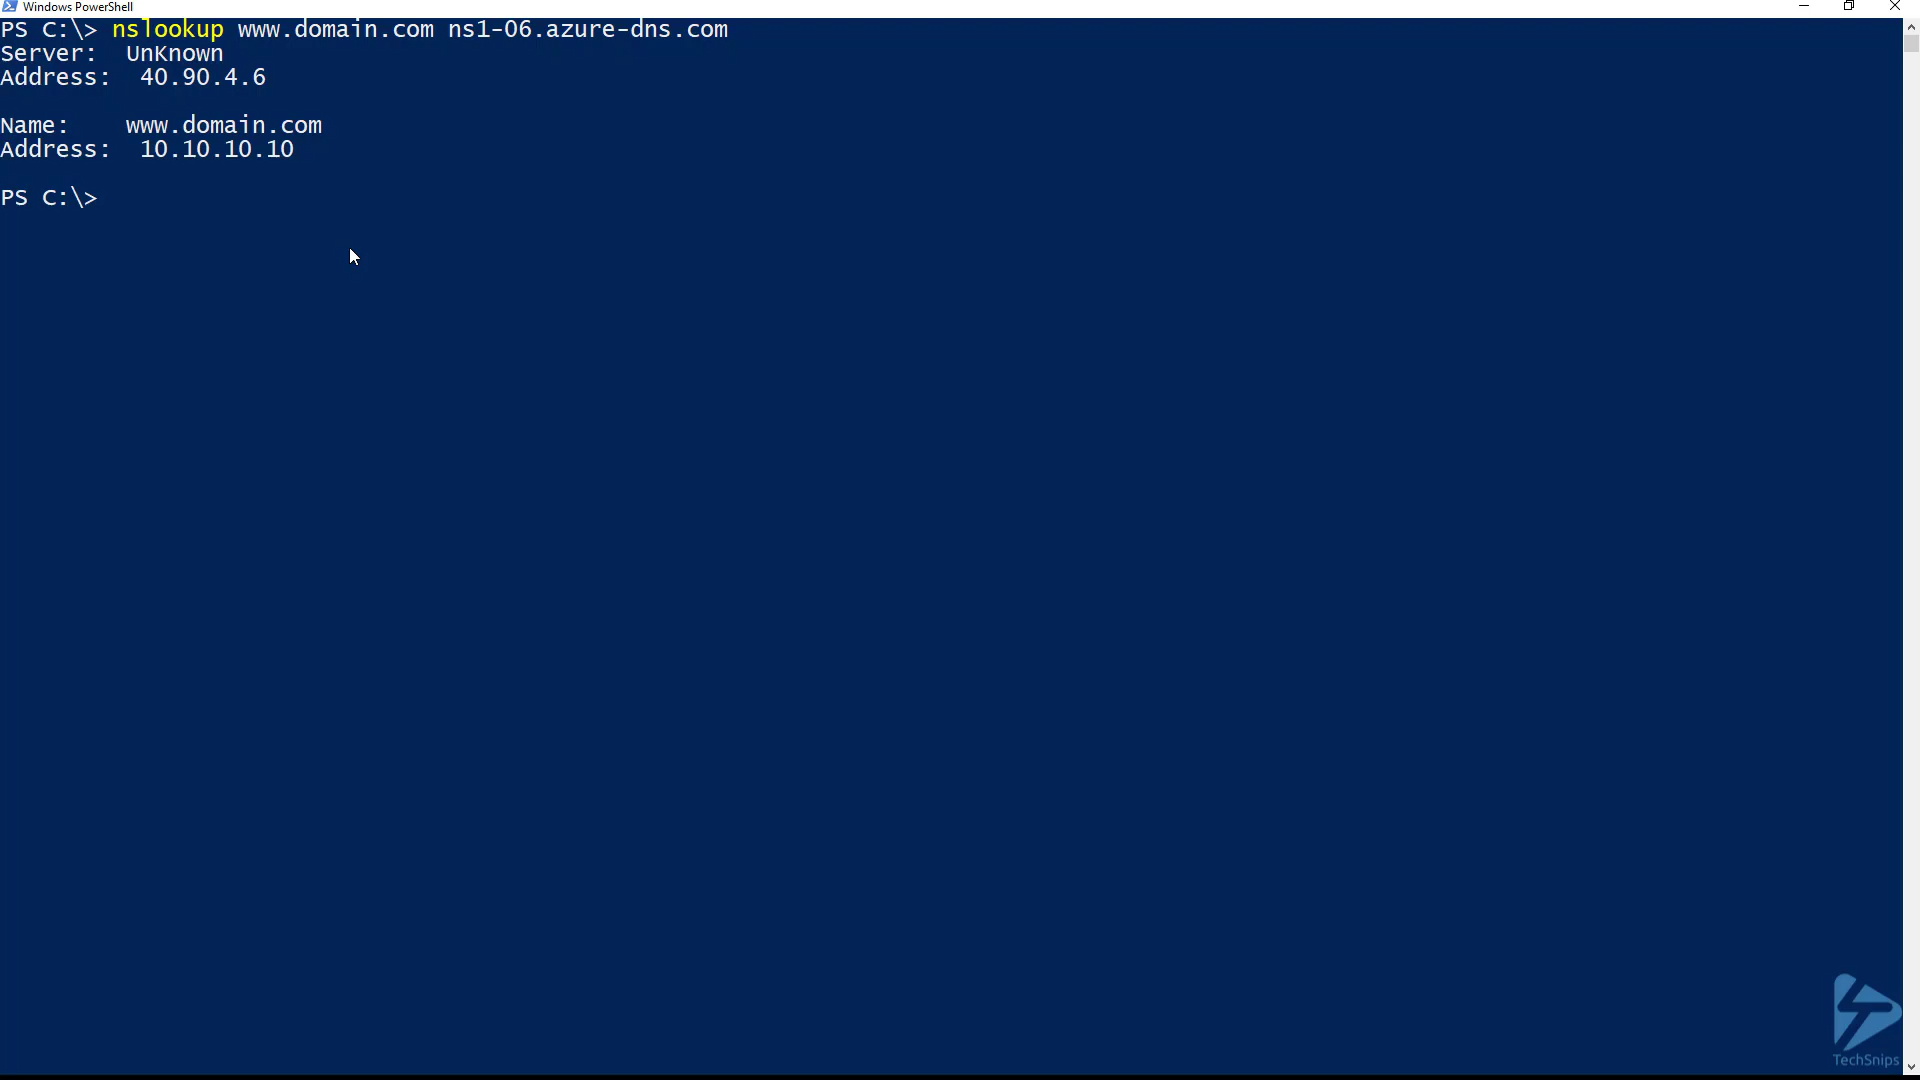 Windows PowerShell
PS C:\> nslookup www.domain.com ns1-06.azure-dns.com
Server:  UnKnown
Address:  40.90.4.6
Name:    www.domain.com
Address:  10.10.10.10
PS C:\>
TechSnips